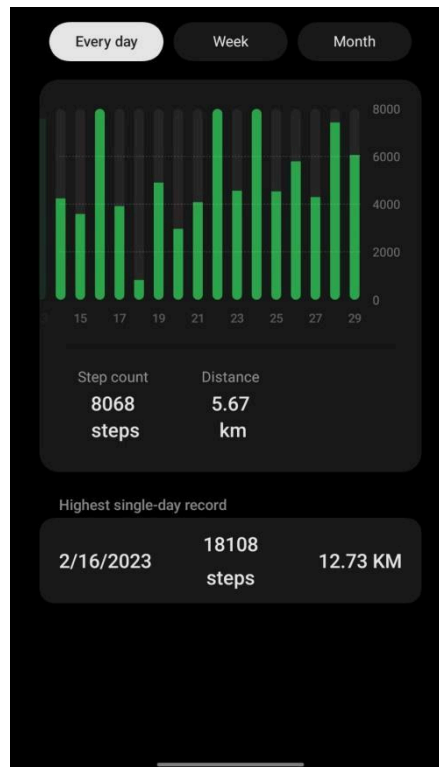 Every day Week Month
8000
6000
4000
2000
0
15 17 19 21 23 25 27 29
Step count Distance
8068 5.67
steps km
Highest single-day record
2/16/2023 18108 steps 12.73 KM